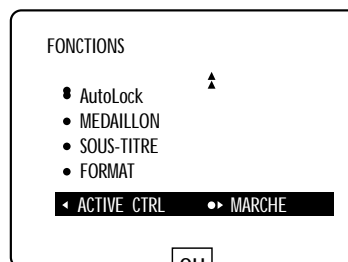 FONCTIONS
• AutoLock
• MEDAILLON
• SOUS-TITRE
• FORMAT
◂ ACTIVE CTRL •▸ MARCHE